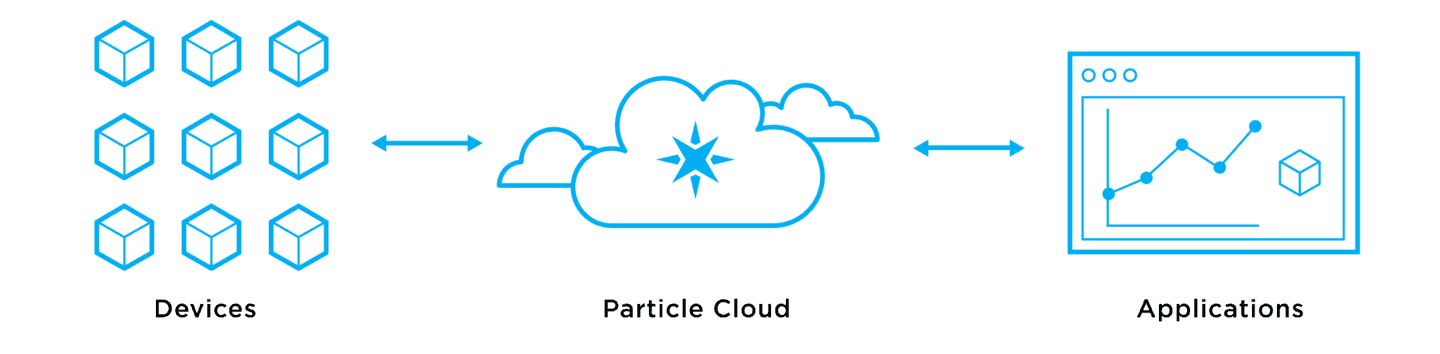 Devices
Particle Cloud
Applications